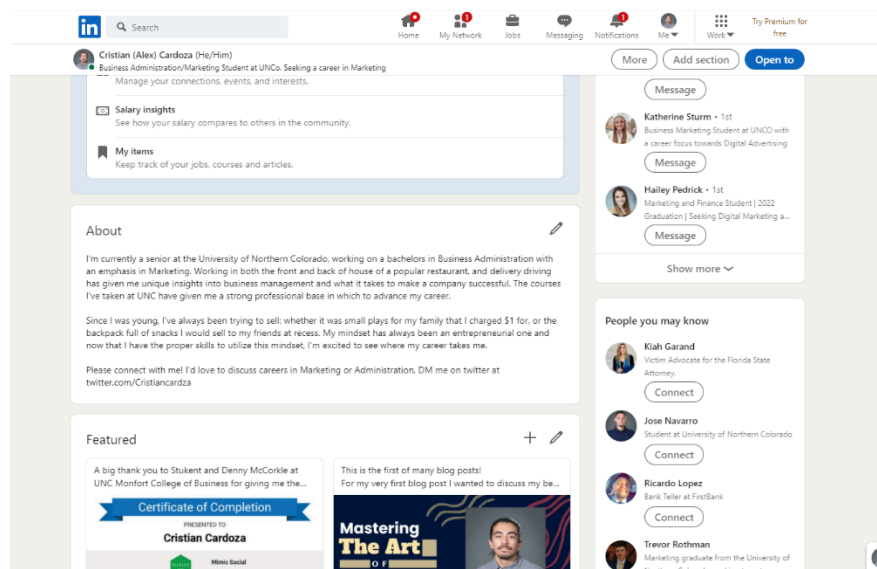 in
Search
Home
My Network
Jobs
Messaging
Notifications
Me
Work
Try Premium for
free
Cristian (Alex) Cardoza (He/Him)
Business Administration/Marketing Student at UNCo. Seeking a career in Marketing
More
Add section
Open to
Manage your connections, events, and interests.
Salary insights
See how your salary compares to others in the community.
My items
Keep track of your jobs, courses and articles.
About
I'm currently a senior at the University of Northern Colorado, working on a bachelors in Business Administration with
an emphasis in Marketing. Working in both the front and back of house of a popular restaurant, and delivery driving
has given me unique insights into business management and what it takes to make a company successful. The courses
I've taken at UNC have given me a strong professional base in which to advance my career.
Since I was young, I've always been trying to sell; whether it was small plays for my family that I charged $1 for, or the
backpack full of snacks I would sell to my friends at recess. My mindset has always been an entrepreneurial one and
now that I have the proper skills to utilize this mindset, I'm excited to see where my career takes me.
Please connect with me! I'd love to discuss careers in Marketing or Administration, DM me on twitter at
twitter.com/Cristiancardza
Featured
A big thank you to Stukent and Denny McCorkle at
UNC Monfort College of Business for giving me the...
Certificate of Completion
PRESENTED TO
Cristian Cardoza
Mimic Social
This is the first of many blog posts!
For my very first blog post I wanted to discuss my be...
Mastering
The Art
OF
Message
Katherine Sturm • 1st
Business Marketing Student at UNCO with
a career focus towards Digital Advertising
Message
Hailey Pedrick • 1st
Marketing and Finance Student | 2022
Graduation | Seeking Digital Marketing a...
Message
Show more
People you may know
Kiah Garand
Victim Advocate for the Florida State
Attorney.
Connect
Jose Navarro
Student at University of Northern Colorado
Connect
Ricardo Lopez
Bank Teller at FirstBank
Connect
Trevor Rothman
Marketing graduate from the University of